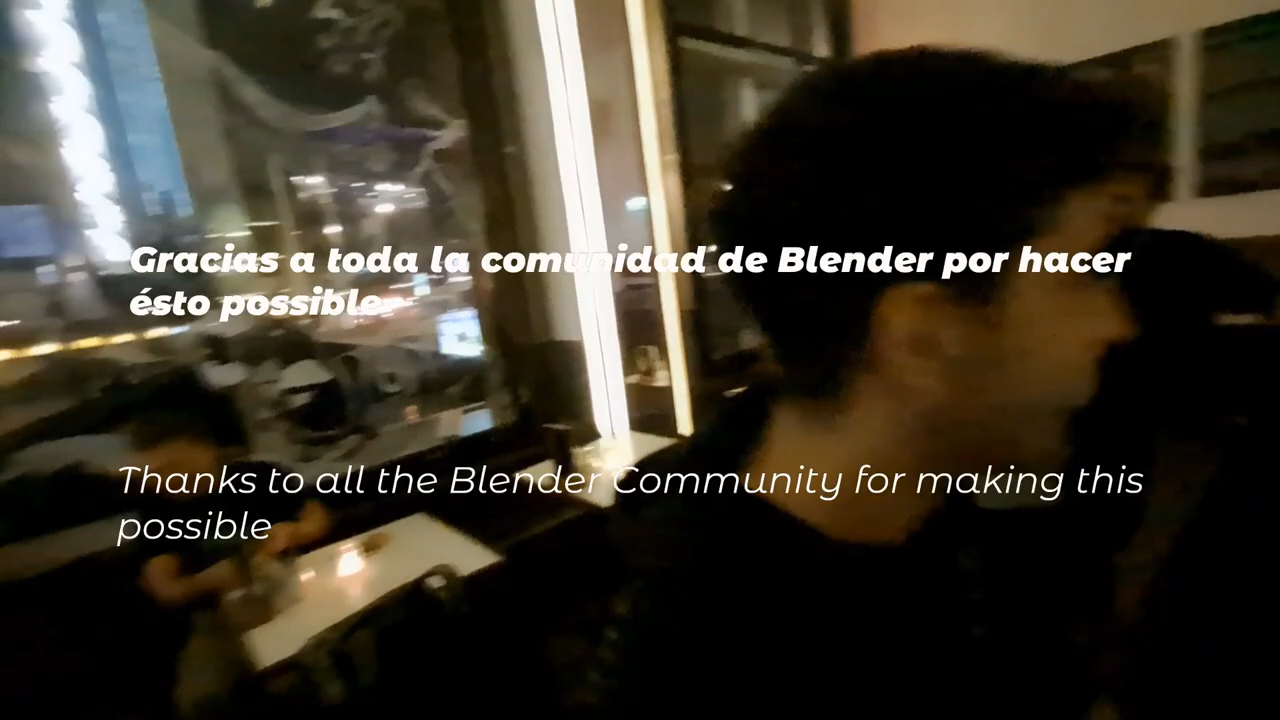 Gracias a toda la comunidad de Blender por hacer
ésto possible
Thanks to all the Blender Community for making this
possible